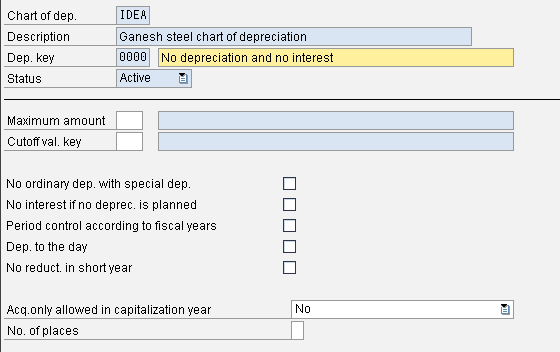 Chart of dep. IDEA
Description Ganesh steel chart of depreciation
Dep. key 0000 No depreciation and no interest
Status Active
Maximum amount
Cutoff val. key
No ordinary dep. with special dep.
No interest if no deprec. is planned
Period control according to fiscal years
Dep. to the day
No reduct. in short year
Acq.only allowed in capitalization year No
No. of places